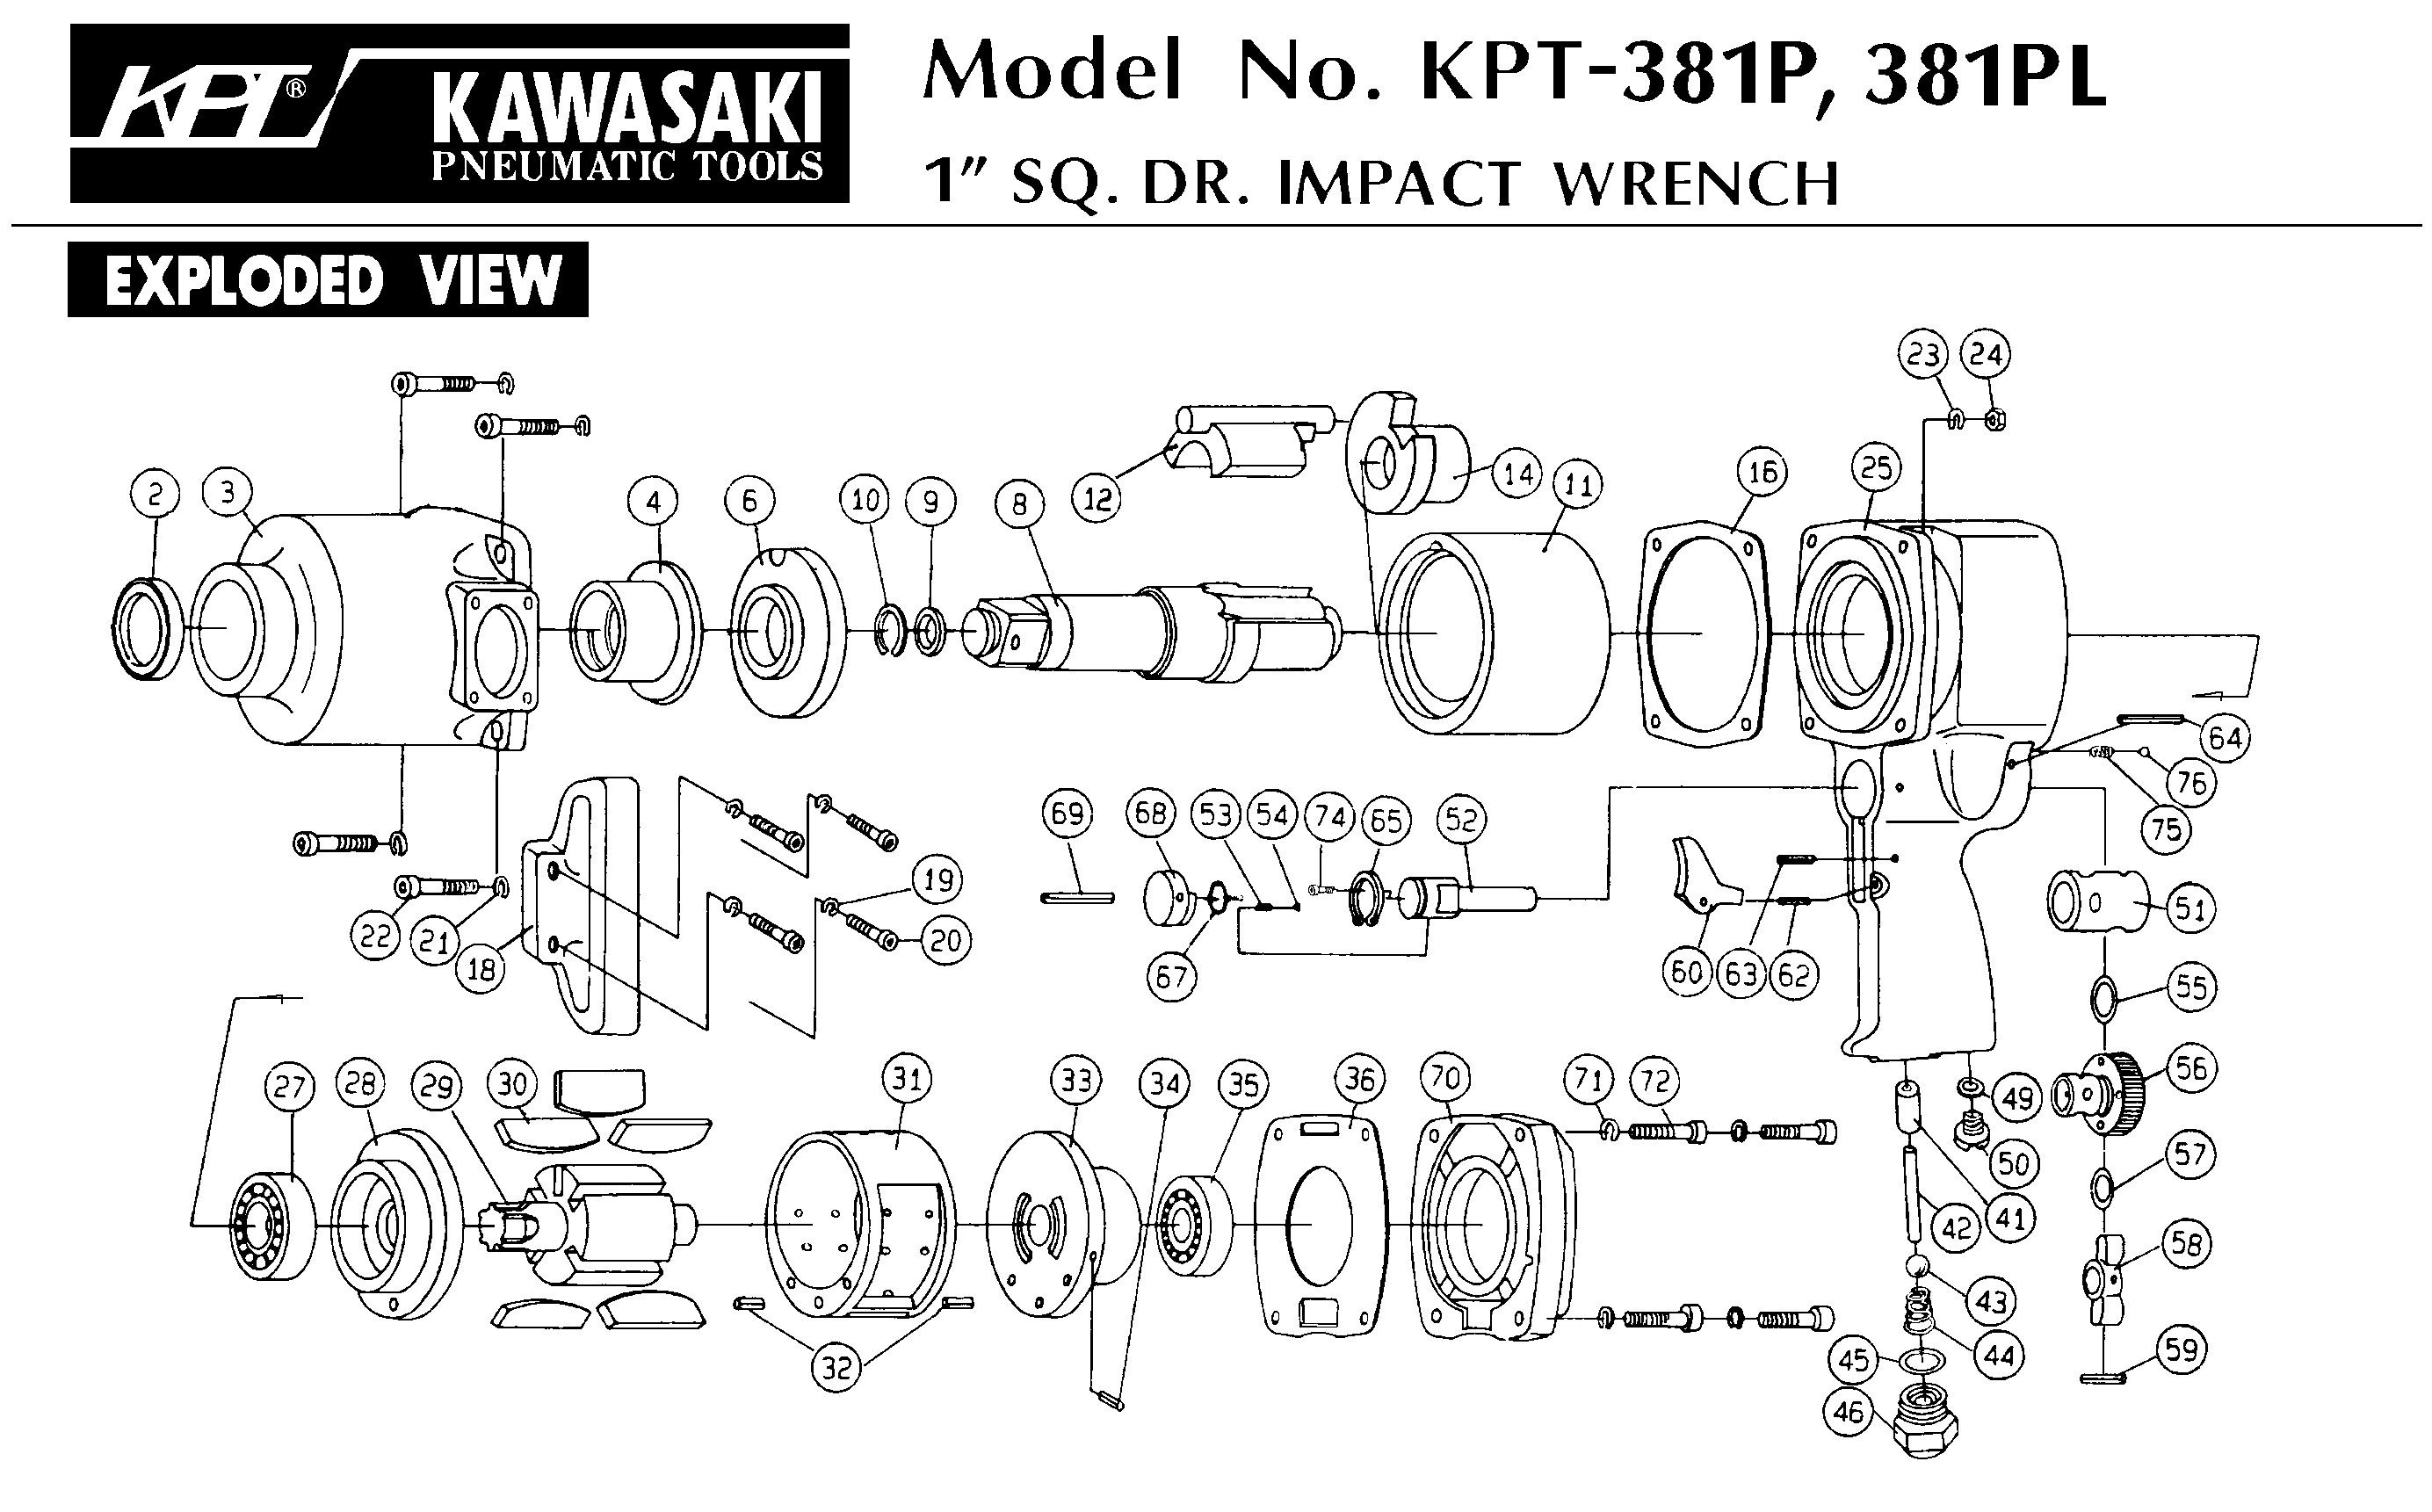 KPT®
KAWASAKI
PNEUMATIC TOOLS
Model No. KPT-381P, 381PL
1" SQ. DR. IMPACT WRENCH
EXPLODED VIEW
23 24
2 3 4 6 10 9 8 12 14 11 16 25
64
76
75
69 68 53 54 74 65 52
22 21 18 19 20 67 60 63 62 51
55
27 28 29 30 31 33 34 35 36 70 71 72 49 56
50 57
42 41 58
43
32 45 44 59
46